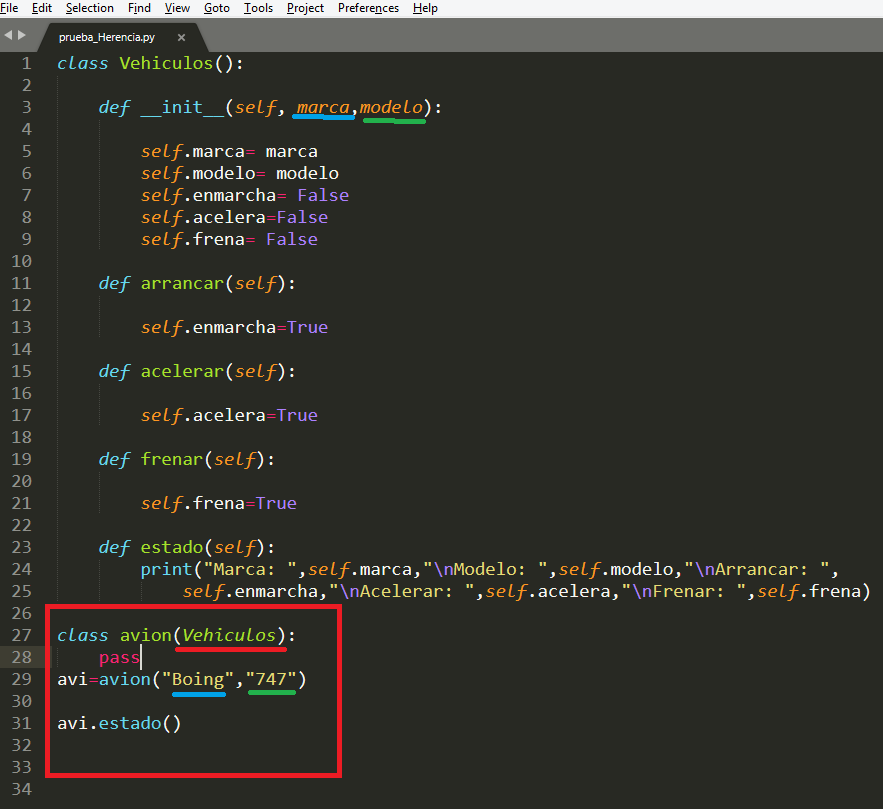 File Edit Selection Find View Goto Tools Project Preferences Help
prueba_Herencia.py ×
1 class Vehiculos():
2
3 def __init__(self, marca,modelo):
4
5 self.marca= marca
6 self.modelo= modelo
7 self.enmarcha= False
8 self.acelera=False
9 self.frena= False
10
11 def arrancar(self):
12
13 self.enmarcha=True
14
15 def acelerar(self):
16
17 self.acelera=True
18
19 def frenar(self):
20
21 self.frena=True
22
23 def estado(self):
24 print("Marca: ",self.marca,"\nModelo: ",self.modelo,"\nArrancar: ",
25 self.enmarcha,"\nAcelerar: ",self.acelera,"\nFrenar: ",self.frena)
26
27 class avion(Vehiculos):
28 pass
29 avi=avion("Boing","747")
30
31 avi.estado()
32
33
34